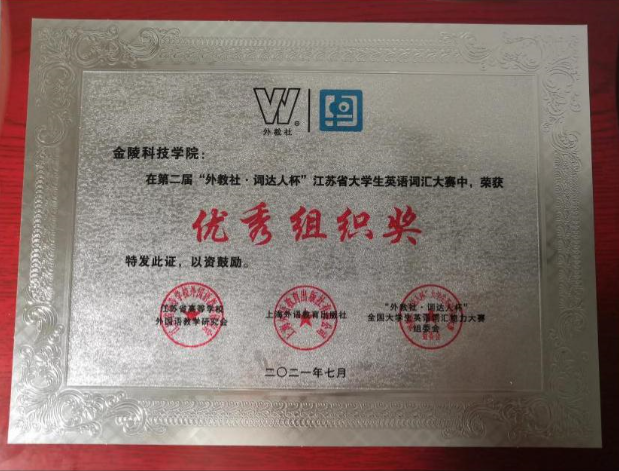 外教社
金陵科技学院：
在第二届“外教社·词达人杯”江苏省大学生英语词汇大赛中，荣获
优秀组织奖
特发此证，以资鼓励。
江苏省高等学校
外国语教学研究会
上海外语教育出版社
“外教社·词达人杯”
全国大学生英语词汇能力大赛
组委会
二〇二一年七月